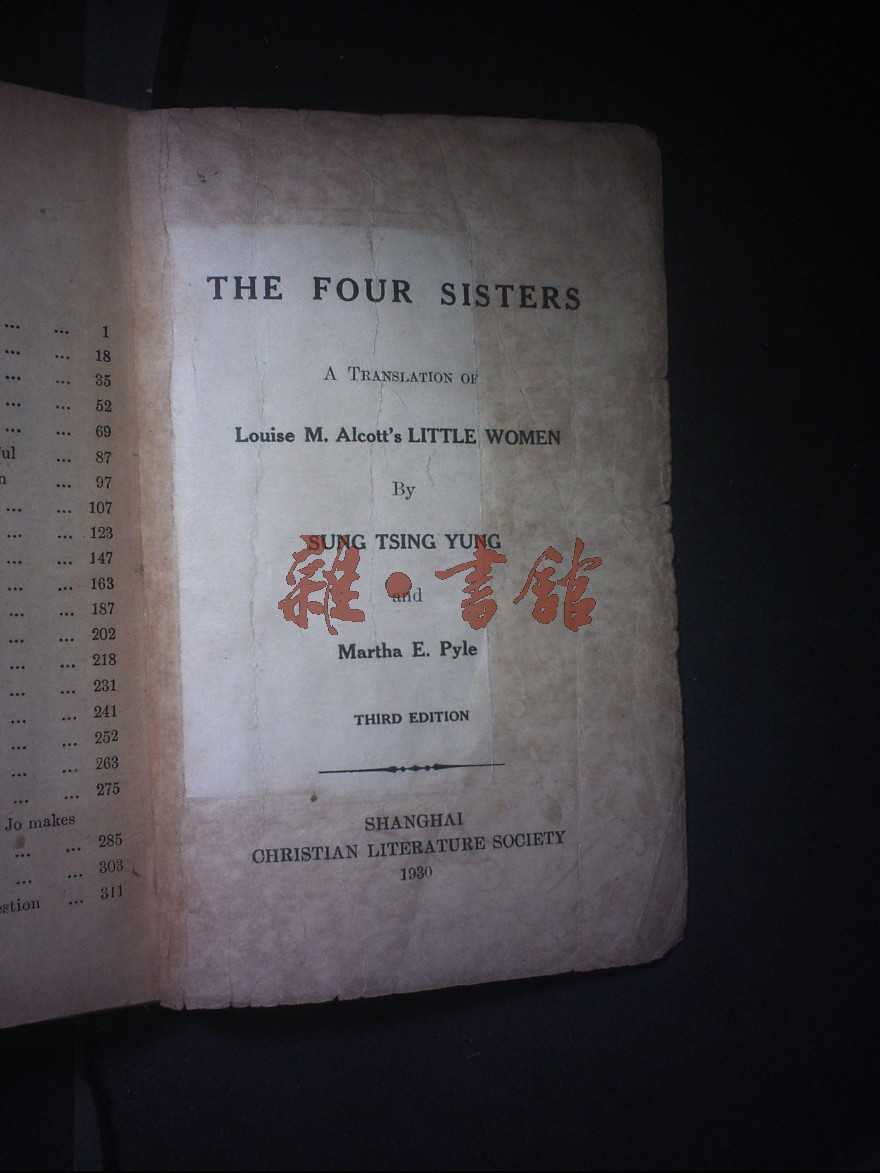 ... ... 1
... ... 18
... ... 35
... ... 52
... ... 69
ful ... 87
n ... 97
... ... 107
... ... 123
... ... 147
... ... 163
... ... 187
... ... 202
... ... 218
... ... 231
... ... 241
... ... 252
... ... 263
... ... 275
Jo makes
... ... 285
... ... 303
estion ... 311
THE FOUR SISTERS
A TRANSLATION OF
Louise M. Alcott's LITTLE WOMEN
By
SUNG TSING YUNG
and
Martha E. Pyle
THIRD EDITION
SHANGHAI
CHRISTIAN LITERATURE SOCIETY
1930
雜·書館